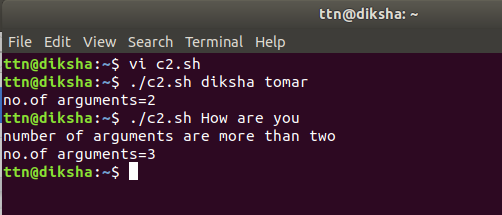 ttn@diksha: ~
File Edit View Search Terminal Help
ttn@diksha:~$ vi c2.sh
ttn@diksha:~$ ./c2.sh diksha tomar
no.of arguments=2
ttn@diksha:~$ ./c2.sh How are you
number of arguments are more than two
no.of arguments=3
ttn@diksha:~$